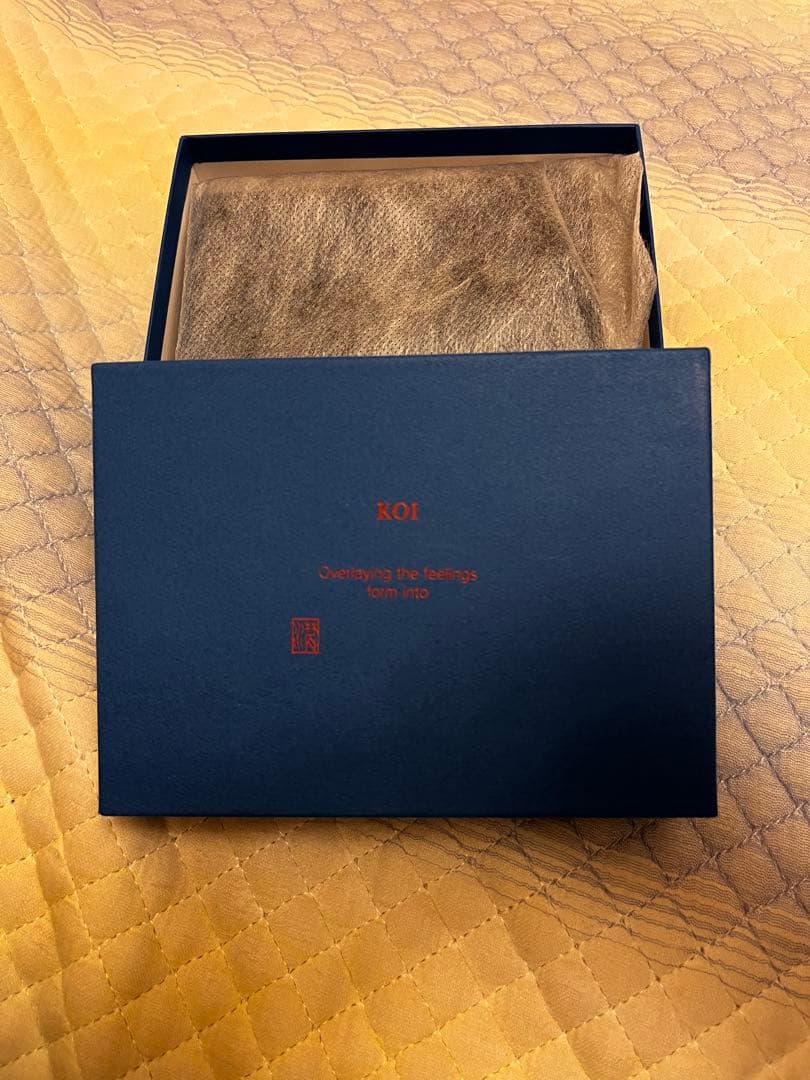 KOI
Overlaying the feelings
form into